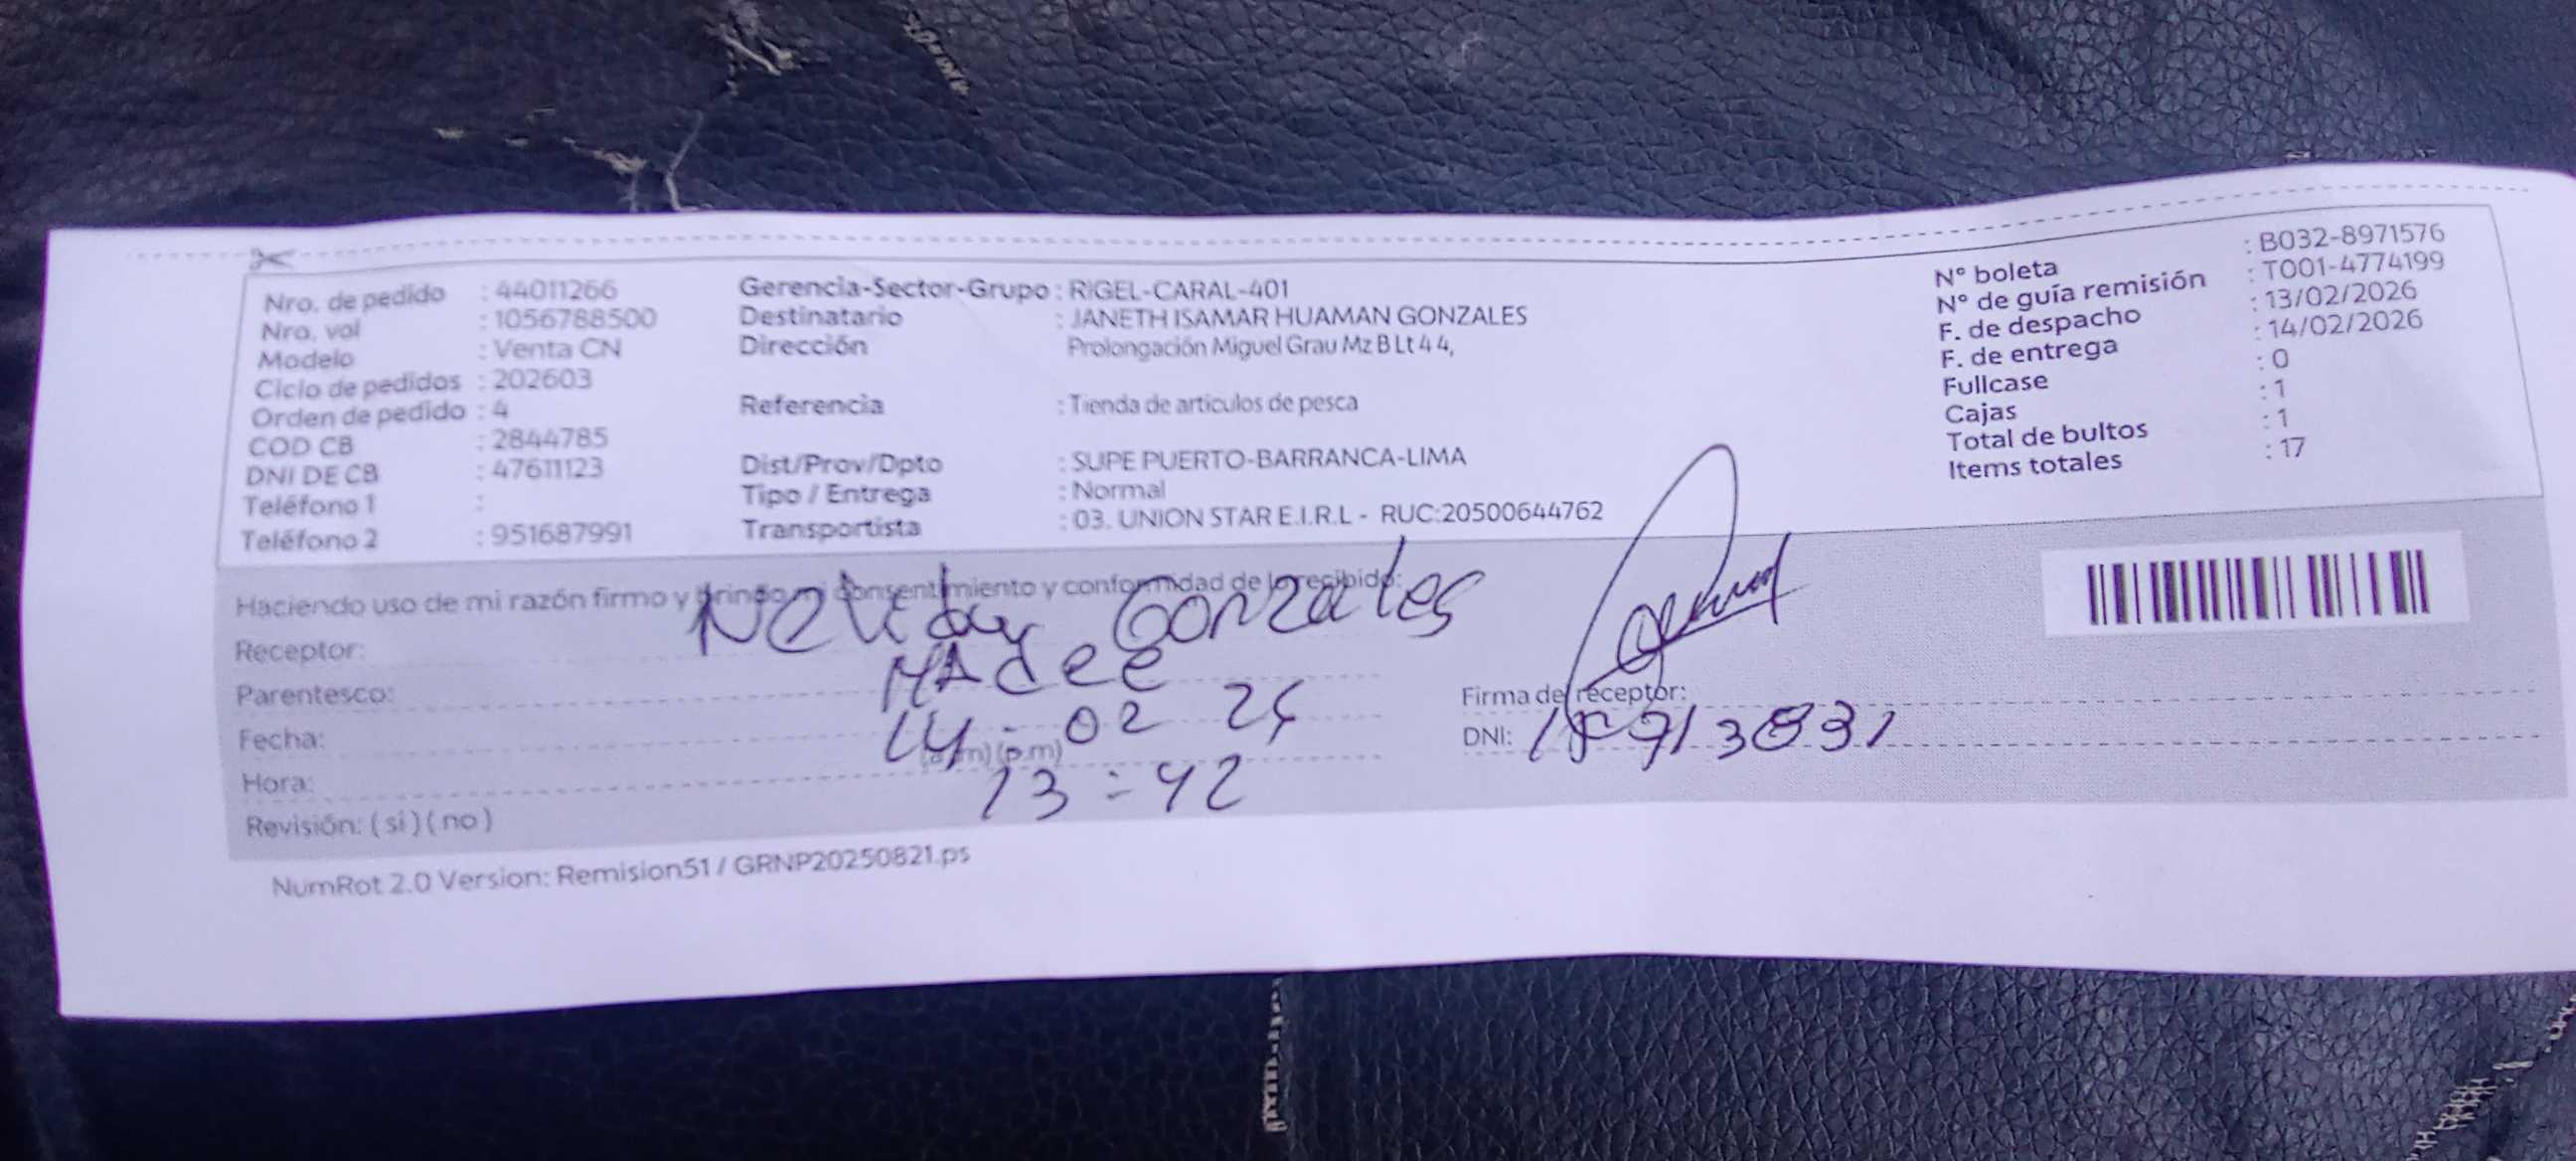 Nro. de pedido : 44011266
Nro. val : 1056788500
Modelo : Venta CN
Ciclo de pedidos : 202603
Orden de pedido : 4
COD CB : 2844785
DNI DE CB : 47611123
Teléfono 1 :
Teléfono 2 : 951687991
Gerencia-Sector-Grupo : RIGEL-CARAL-401
Destinatario : JANETH ISAMAR HUAMAN GONZALES
Dirección Prolongación Miguel Grau Mz B Lt 4 4,
Referencia : Tienda de articulos de pesca
Dist/Prov/Dpto : SUPE PUERTO-BARRANCA-LIMA
Tipo / Entrega : Normal
Transportista : 03. UNION STAR E.I.R.L - RUC:20500644762
N° boleta : B032-8971576
N° de guía remisión : T001-4774199
F. de despacho : 13/02/2026
F. de entrega : 14/02/2026
Fullcase : 0
Cajas : 1
Total de bultos : 1
Items totales : 17
Haciendo uso de mi razón firmo y brindo mi consentimiento y conformidad de lo recibido:
Receptor: Gonzales
Parentesco:
Fecha: 14-02
Hora: (a.m)(p.m) 13:42
Revisión: ( si ) ( no )
Firma de receptor:
DNI:
NumRot 2.0 Version: Remision51 / GRNP20250821.ps